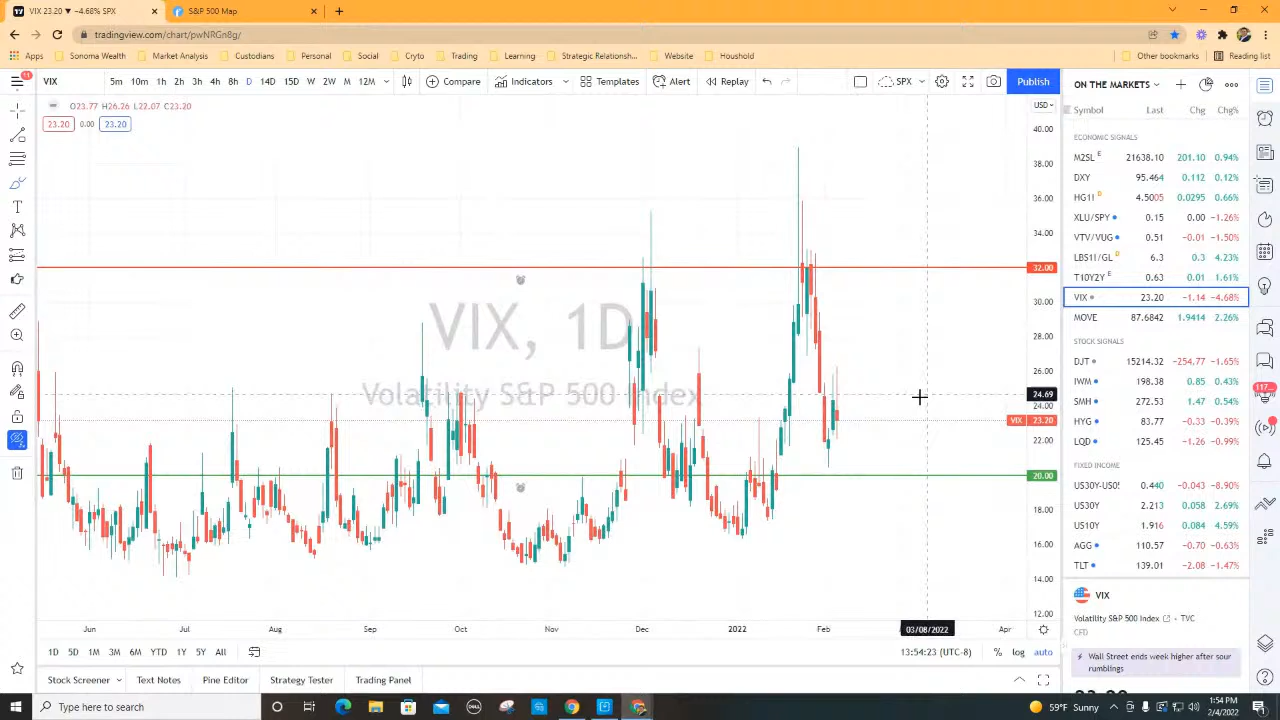 VIX 23.20 ▼ −4.68% SPX
S&P 500 Map
tradingview.com/chart/pwNRGn8g/
Apps Sonoma Wealth Market Analysis Custodians Personal Social Cryto Trading Learning Strategic Relationshi... Website Houshold Other bookmarks Reading list
11
VIX 5m 10m 1h 2h 3h 4h 8h D 14D 15D W 2W M 12M Compare Indicators Templates Alert Replay SPX Publish
O23.77 H26.26 L22.07 C23.20
23.20 0.00 23.20
USD
40.00
38.00
36.00
34.00
32.00
30.00
28.00
26.00
24.69
24.00
VIX 23.20
22.00
20.00
18.00
16.00
14.00
12.00
VIX, 1D
Volatility S&P 500 Index
Jun Jul Aug Sep Oct Nov Dec 2022 Feb 03/08/2022 Apr
1D 5D 1M 3M 6M YTD 1Y 5Y All 13:54:23 (UTC-8) % log auto
Stock Screener Text Notes Pine Editor Strategy Tester Trading Panel
ON THE MARKETS
Symbol Last Chg Chg%
ECONOMIC SIGNALS
M2SL E 21638.10 201.10 0.94%
DXY 95.464 0.112 0.12%
HG1! D 4.5005 0.0295 0.66%
XLU/SPY 0.15 0.00 −1.26%
VTV/VUG 0.51 −0.01 −1.50%
LBS1!/GL D 6.3 0.3 4.23%
T10Y2Y E 0.63 0.01 1.61%
VIX 23.20 −1.14 −4.68%
MOVE 87.6842 1.9414 2.26%
STOCK SIGNALS
DJT 15214.32 −254.77 −1.65%
IWM 198.38 0.85 0.43%
SMH 272.53 1.47 0.54%
HYG 83.77 −0.33 −0.39%
LQD 125.45 −1.26 −0.99%
FIXED INCOME
US30Y-US05 0.440 −0.043 −8.90%
US30Y 2.213 0.058 2.69%
US10Y 1.916 0.084 4.59%
AGG 110.57 −0.70 −0.63%
TLT 139.01 −2.08 −1.47%
VIX
Volatility S&P 500 Index · TVC
CFD
Wall Street ends week higher after sour
rumblings
117
Type here to search
DELL
59°F Sunny
1:54 PM
2/4/2022
2